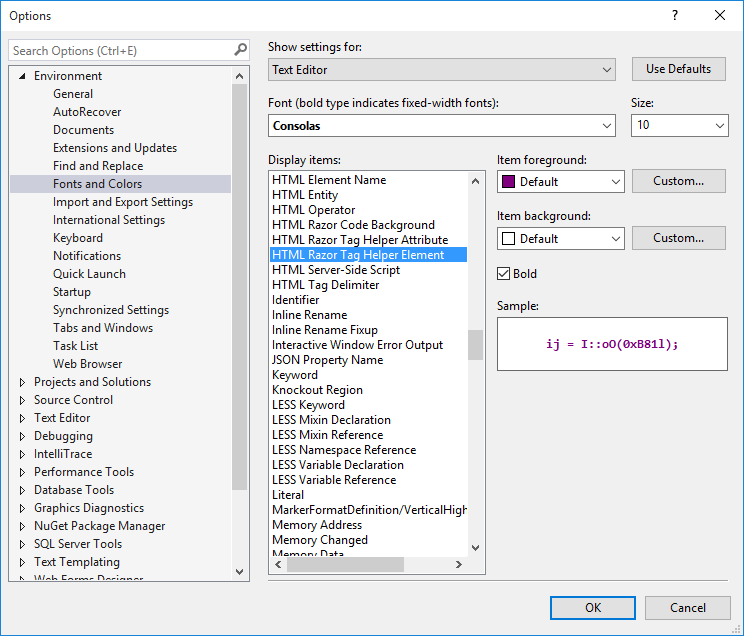 Options
?
Search Options (Ctrl+E)
Environment
General
AutoRecover
Documents
Extensions and Updates
Find and Replace
Fonts and Colors
Import and Export Settings
International Settings
Keyboard
Notifications
Quick Launch
Startup
Synchronized Settings
Tabs and Windows
Task List
Web Browser
Projects and Solutions
Source Control
Text Editor
Debugging
IntelliTrace
Performance Tools
Database Tools
Graphics Diagnostics
NuGet Package Manager
SQL Server Tools
Text Templating
Web Forms Designer
Show settings for:
Text Editor
Use Defaults
Font (bold type indicates fixed-width fonts):
Consolas
Size:
10
Display items:
HTML Element Name
HTML Entity
HTML Operator
HTML Razor Code Background
HTML Razor Tag Helper Attribute
HTML Razor Tag Helper Element
HTML Server-Side Script
HTML Tag Delimiter
Identifier
Inline Rename
Inline Rename Fixup
Interactive Window Error Output
JSON Property Name
Keyword
Knockout Region
LESS Keyword
LESS Mixin Declaration
LESS Mixin Reference
LESS Namespace Reference
LESS Variable Declaration
LESS Variable Reference
Literal
MarkerFormatDefinition/VerticalHigh
Memory Address
Memory Changed
Memory Data
Item foreground:
Default
Custom...
Item background:
Default
Custom...
Bold
Sample:
ij = I::oO(0xB81l);
OK
Cancel